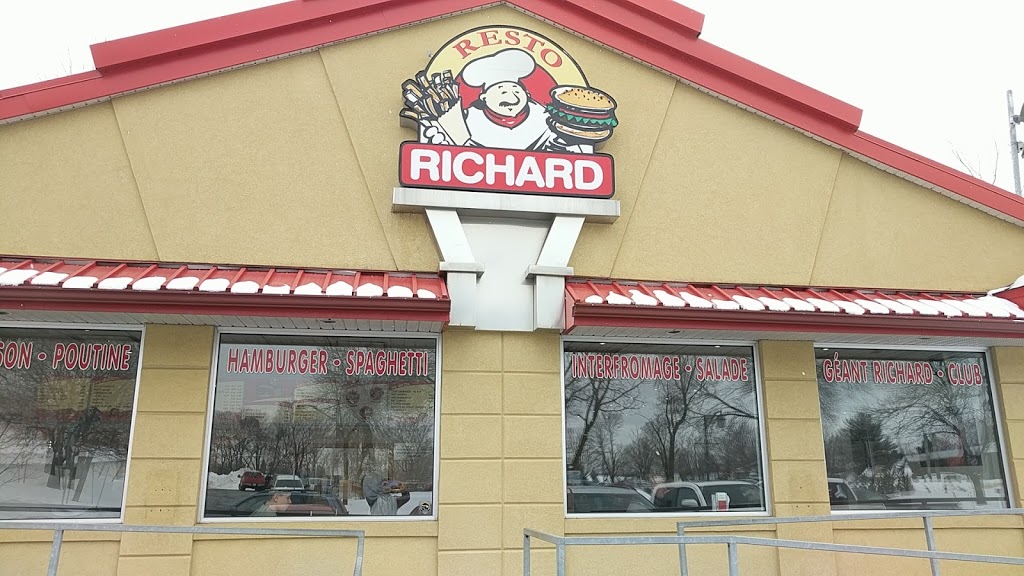 RESTO
RICHARD
SON • POUTINE
HAMBURGER • SPAGHETTI
INTERFROMAGE • SALADE
GÉANT RICHARD • CLUB